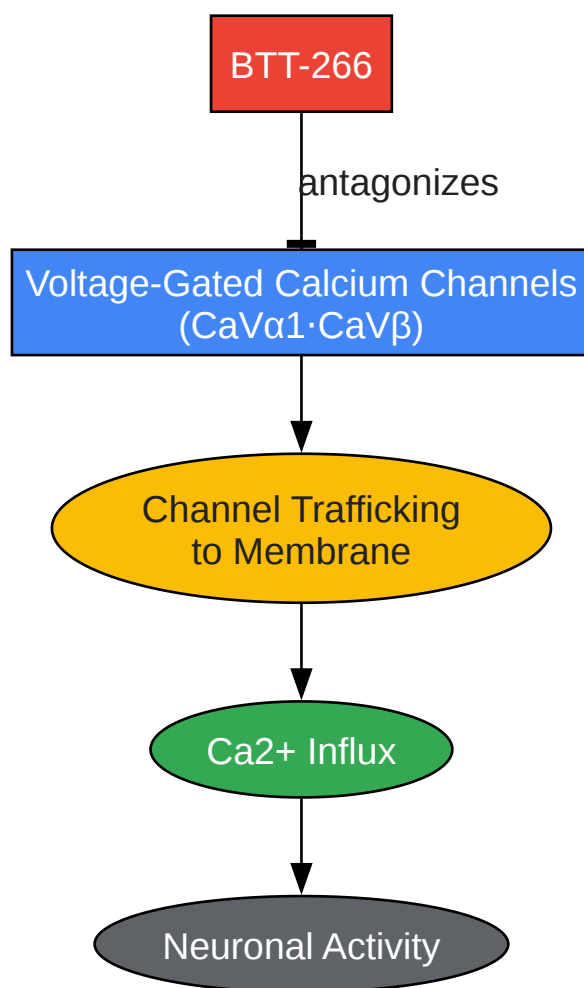 BTT-266
antagonizes
Voltage-Gated Calcium Channels
(CaVα1·CaVβ)
Channel Trafficking
to Membrane
Ca2+ Influx
Neuronal Activity